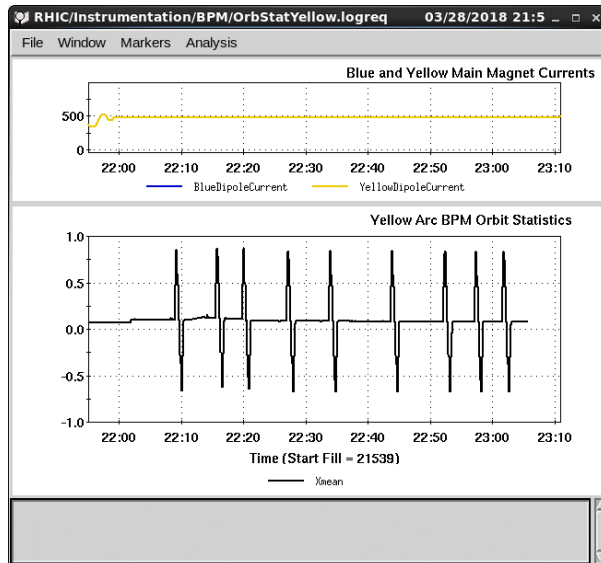 RHIC/Instrumentation/BPM/OrbStatYellow.logreq 03/28/2018 21:5
File Window Markers Analysis
Blue and Yellow Main Magnet Currents
500
0
22:00 22:10 22:20 22:30 22:40 22:50 23:00 23:10
BlueDipoleCurrent YellowDipoleCurrent
Yellow Arc BPM Orbit Statistics
1.0
0.5
0.0
-0.5
-1.0
22:00 22:10 22:20 22:30 22:40 22:50 23:00 23:10
Time (Start Fill = 21539)
Xmean